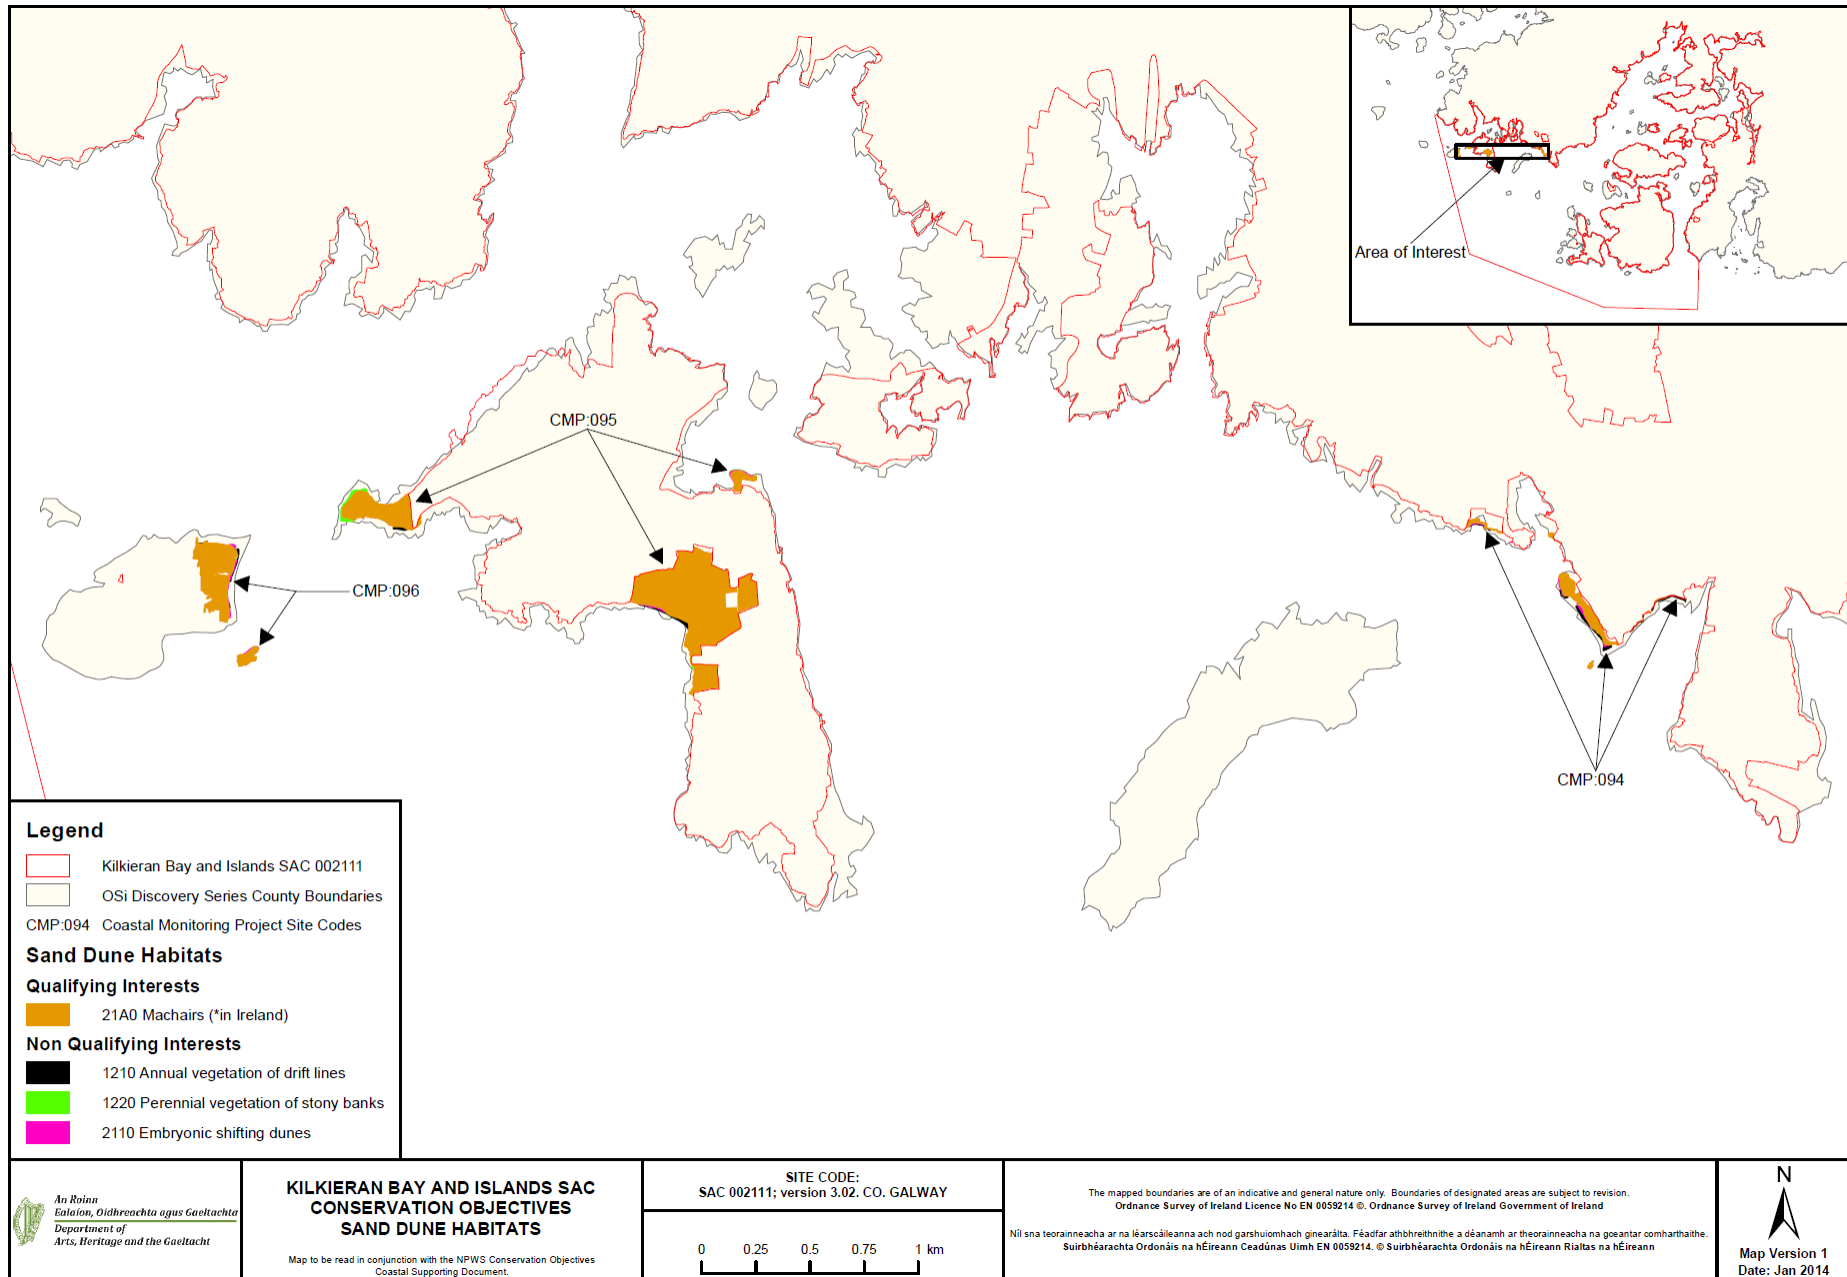 Area of Interest
CMP:095
CMP:096
CMP:094
Legend
Kilkieran Bay and Islands SAC 002111
OSi Discovery Series County Boundaries
CMP:094 Coastal Monitoring Project Site Codes
Sand Dune Habitats
Qualifying Interests
21A0 Machairs (*in Ireland)
Non Qualifying Interests
1210 Annual vegetation of drift lines
1220 Perennial vegetation of stony banks
2110 Embryonic shifting dunes
An Roinn
Ealaíon, Oidhreachta agus Gaeltachta
Department of
Arts, Heritage and the Gaeltacht
KILKIERAN BAY AND ISLANDS SAC
CONSERVATION OBJECTIVES
SAND DUNE HABITATS
Map to be read in conjunction with the NPWS Conservation Objectives
Coastal Supporting Document.
SITE CODE:
SAC 002111; version 3.02. CO. GALWAY
0 0.25 0.5 0.75 1 km
The mapped boundaries are of an indicative and general nature only. Boundaries of designated areas are subject to revision.
Ordnance Survey of Ireland Licence No EN 0059214 ©. Ordnance Survey of Ireland Government of Ireland
Níl sna teorainneacha ar na léarscáileanna ach nod garshuiomhach ginearálta. Féadfar athbhreithnithe a déanamh ar theorainneacha na gceantar comharthaithe.
Suirbhéarachta Ordonáis na hÉireann Ceadúnas Uimh EN 0059214. © Suirbhéarachta Ordonáis na hÉireann Rialtas na hÉireann
N
Map Version 1
Date: Jan 2014